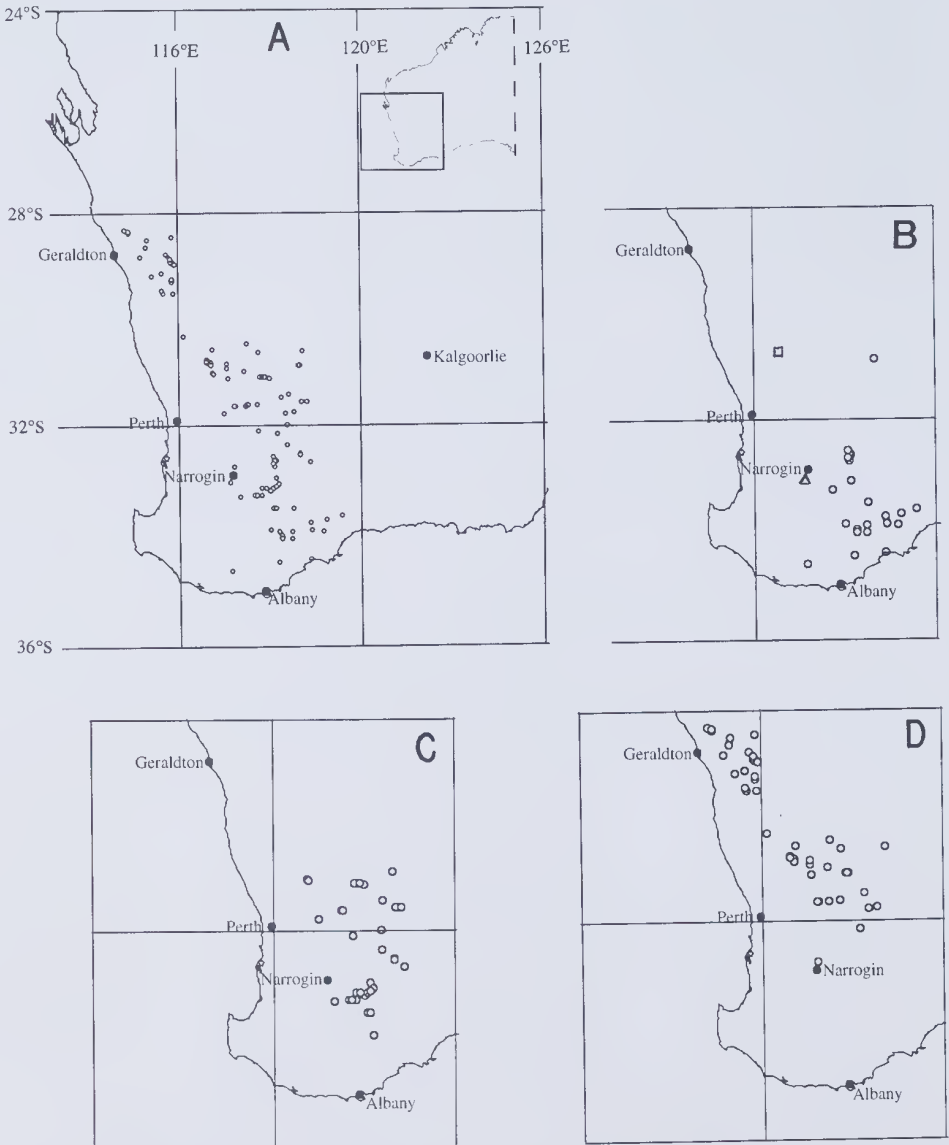 24°S
A
116°E
120°E
126°E
28°S
Geraldton
Kalgoorlie
Perth
32°S
Narrogin
Albany
36°S
B
Geraldton
Perth
Narrogin
Albany
C
Geraldton
Perth
Narrogin
Albany
D
Geraldton
Perth
Narrogin
Albany